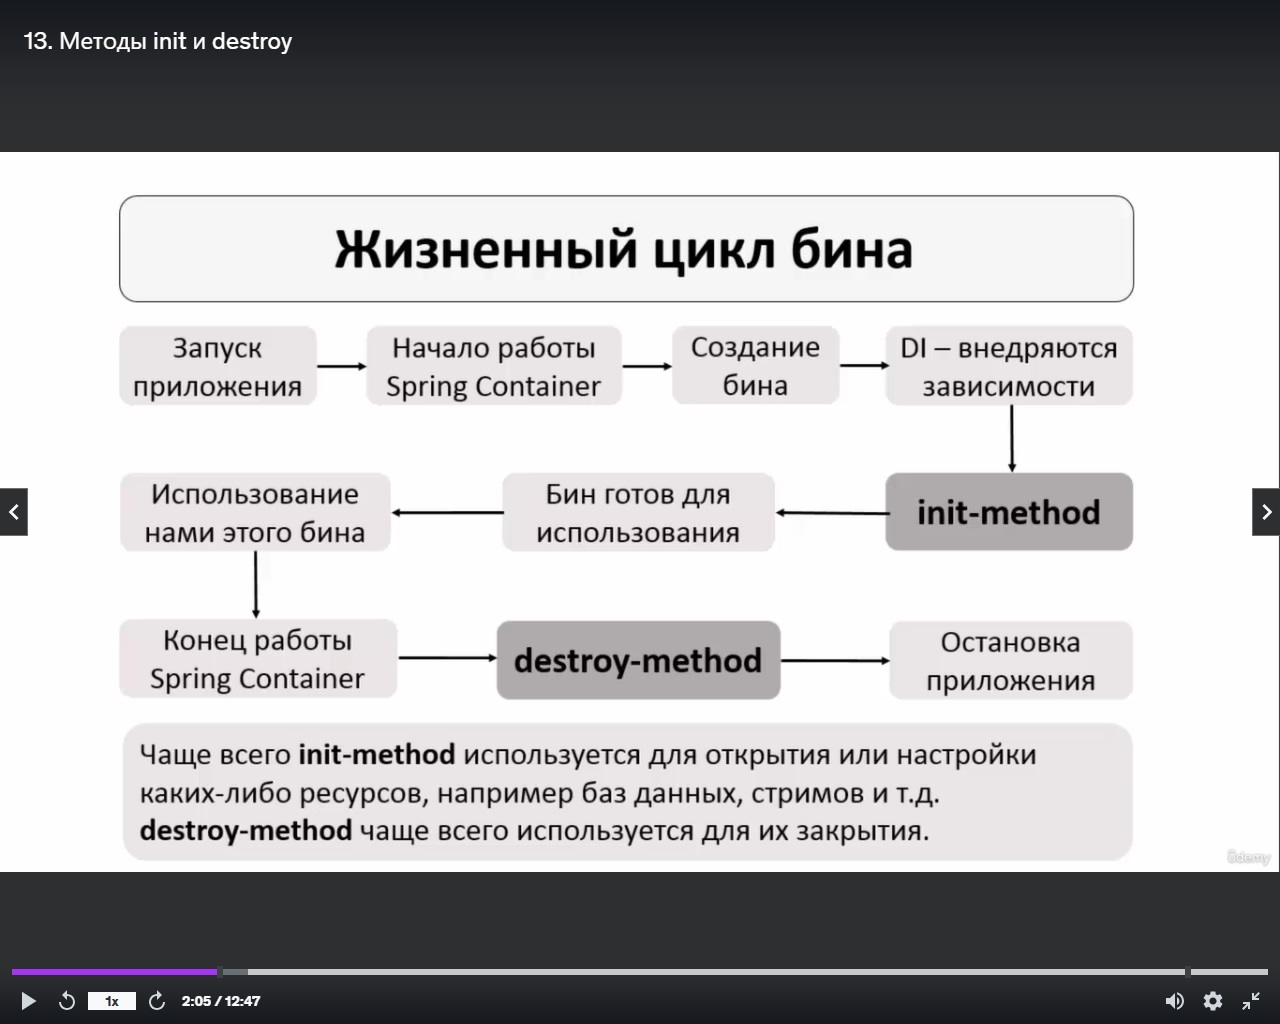 13. Методы init и destroy
Жизненный цикл бина
Запуск
приложения
Начало работы
Spring Container
Создание
бина
DI – внедряются
зависимости
init-method
Бин готов для
использования
Использование
нами этого бина
Конец работы
Spring Container
destroy-method
Остановка
приложения
Чаще всего init-method используется для открытия или настройки
каких-либо ресурсов, например баз данных, стримов и т.д.
destroy-method чаще всего используется для их закрытия.
ûdemy
1x
2:05 / 12:47